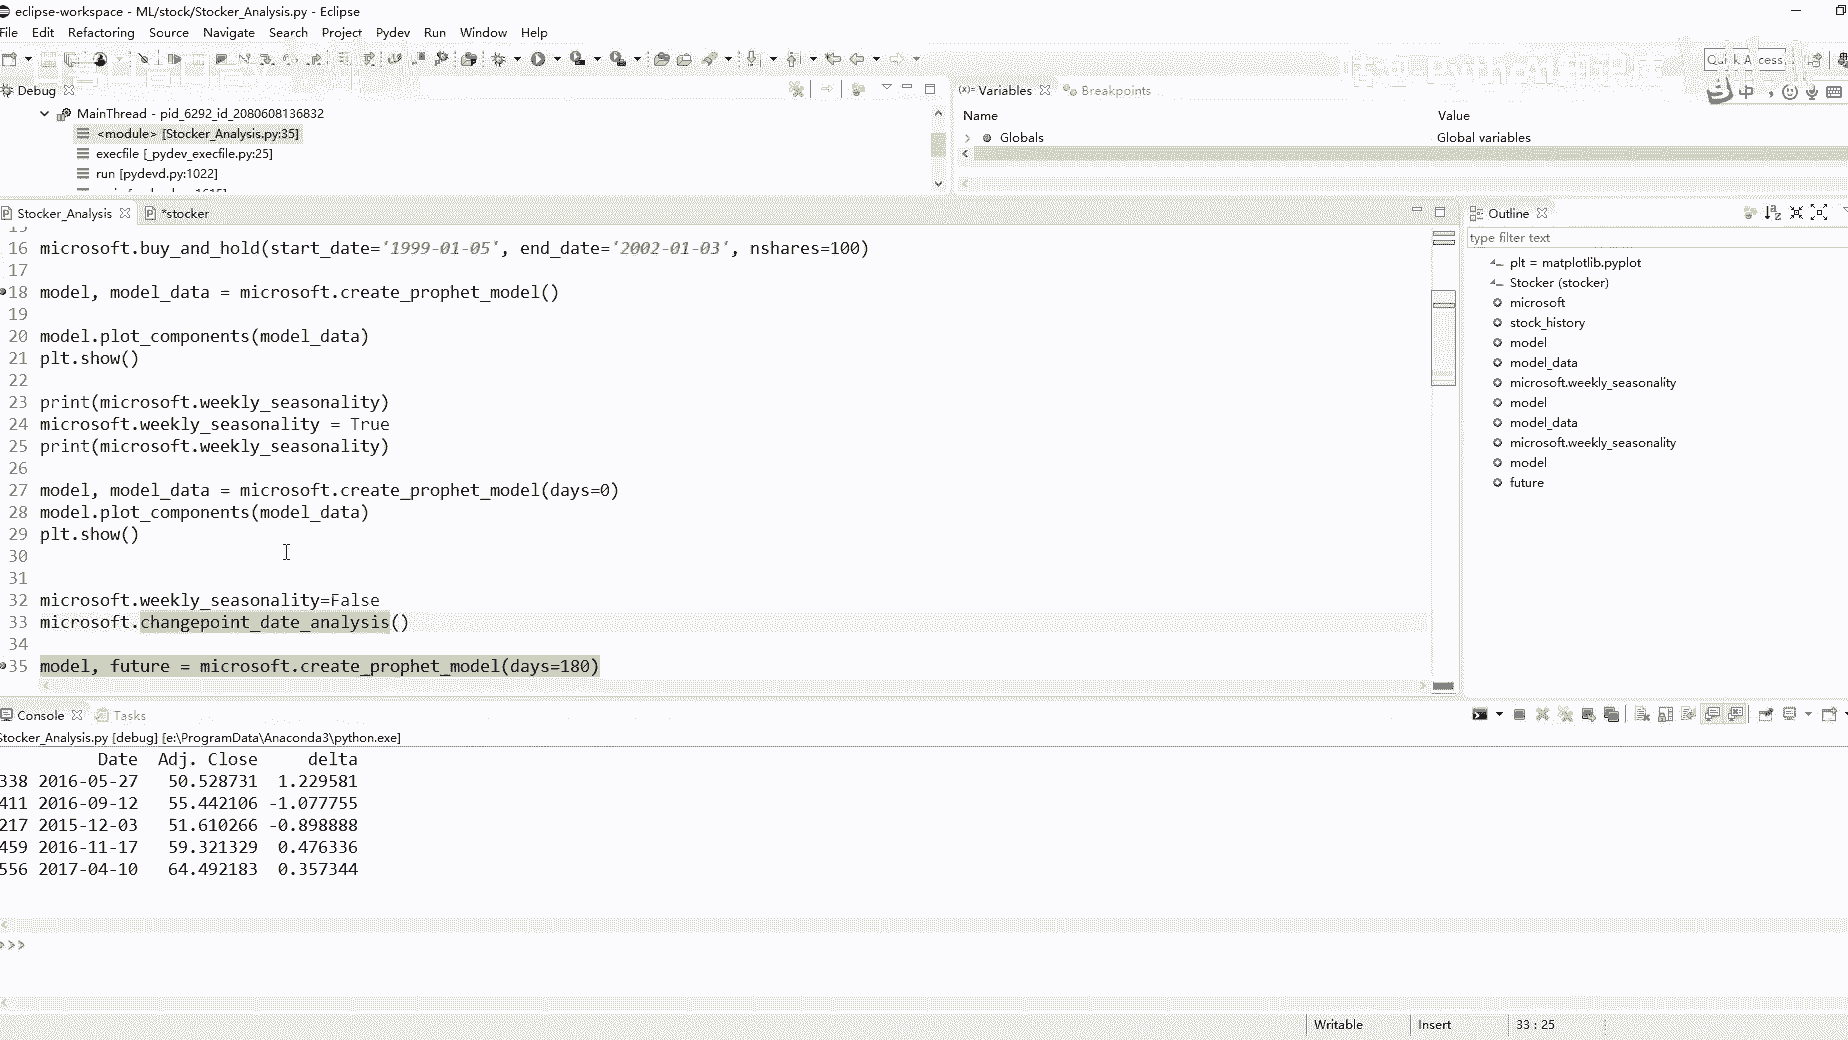 eclipse-workspace - ML/stock/Stocker_Analysis.py - Eclipse
File Edit Refactoring Source Navigate Search Project Pydev Run Window Help
Debug
MainThread - pid_6292_id_2080608136832
<module> [Stocker_Analysis.py:35]
execfile [_pydev_execfile.py:25]
run [pydevd.py:1022]
(x)= Variables Breakpoints
Name Value
Globals Global variables
中
Stocker_Analysis *stocker
16 microsoft.buy_and_hold(start_date='1999-01-05', end_date='2002-01-03', nshares=100)
17
18 model, model_data = microsoft.create_prophet_model()
19
20 model.plot_components(model_data)
21 plt.show()
22
23 print(microsoft.weekly_seasonality)
24 microsoft.weekly_seasonality = True
25 print(microsoft.weekly_seasonality)
26
27 model, model_data = microsoft.create_prophet_model(days=0)
28 model.plot_components(model_data)
29 plt.show()
30
31
32 microsoft.weekly_seasonality=False
33 microsoft.changepoint_date_analysis()
34
35 model, future = microsoft.create_prophet_model(days=180)
Outline
type filter text
plt = matplotlib.pyplot
Stocker (stocker)
microsoft
stock_history
model
model_data
microsoft.weekly_seasonality
model
model_data
microsoft.weekly_seasonality
model
future
Console Tasks
Stocker_Analysis.py [debug] [e:\ProgramData\Anaconda3\python.exe]
Date Adj. Close delta
338 2016-05-27 50.528731 1.229581
411 2016-09-12 55.442106 -1.077755
217 2015-12-03 51.610266 -0.898888
459 2016-11-17 59.321329 0.476336
556 2017-04-10 64.492183 0.357344
>>>
Writable Insert 33 : 25